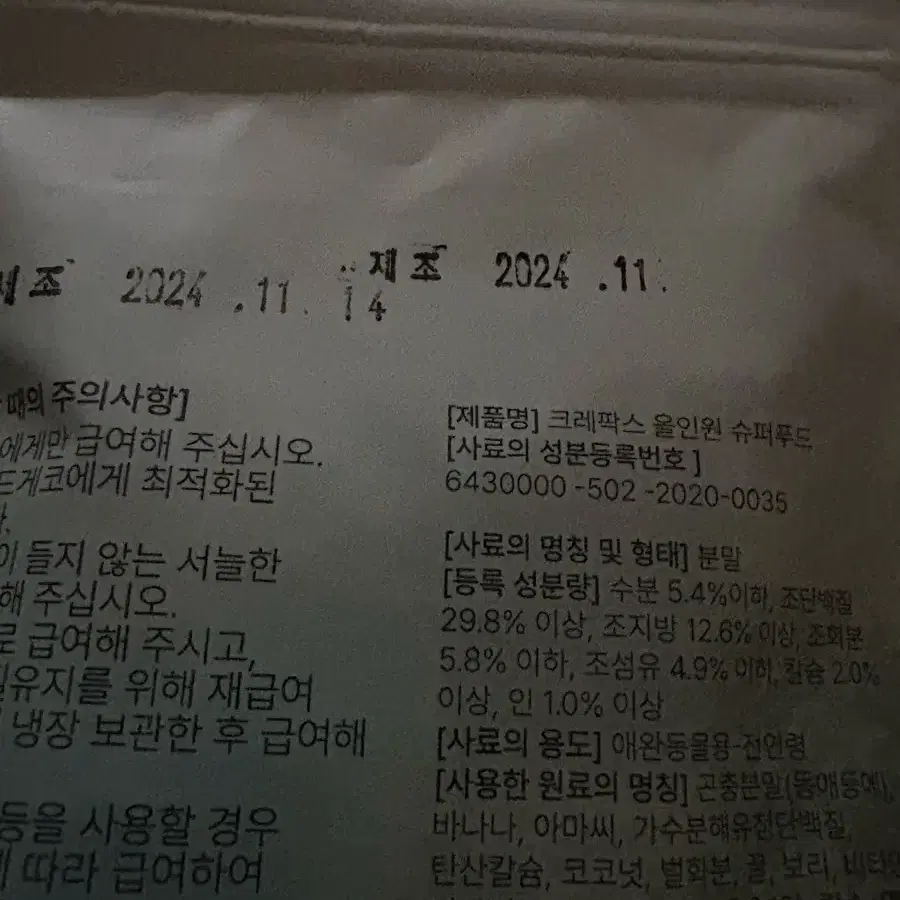 제조 2024 .11. 14
제조 2024 .11.
때의 주의사항]
에게만 급여해 주십시오.
드게코에게 최적화된
다.
이 들지 않는 서늘한
해 주십시오.
로 급여해 주시고,
유지를 위해 재급여
냉장 보관한 후 급여해
등을 사용할 경우
따라 급여하여
[제품명] 크레팍스 올인원 슈퍼푸드
[사료의 성분등록번호 ]
6430000 -502 -2020-0035
[사료의 명칭 및 형태] 분말
[등록 성분량] 수분 5.4%이하, 조단백질
29.8% 이상, 조지방 12.6% 이상, 조회분
5.8% 이하, 조섬유 4.9% 이하, 칼슘 2.0%
이상, 인 1.0% 이상
[사료의 용도] 애완동물용-전연령
[사용한 원료의 명칭] 곤충분말(동애등에),
바나나, 아마씨, 가수분해유청단백질,
탄산칼슘, 코코넛, 벌화분, 꿀, 보리, 비타민